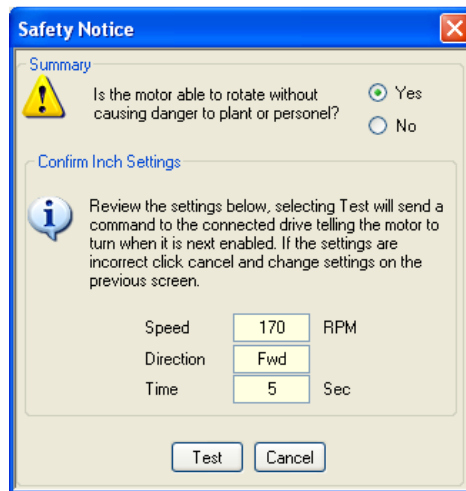 Safety Notice
Summary
Is the motor able to rotate without
causing danger to plant or personel?
Yes
No
Confirm Inch Settings
Review the settings below, selecting Test will send a
command to the connected drive telling the motor to
turn when it is next enabled. If the settings are
incorrect click cancel and change settings on the
previous screen.
Speed 170 RPM
Direction Fwd
Time 5 Sec
Test Cancel